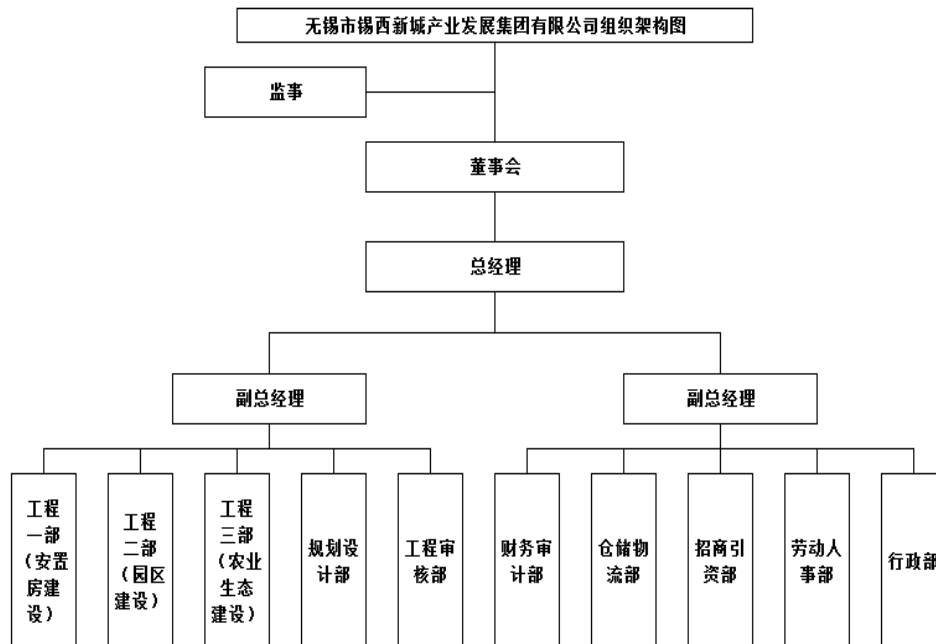 无锡市锡西新城产业发展集团有限公司组织架构图
监事
董事会
总经理
副总经理
副总经理
工程
一部
（安置
房建
设）
工程
二部
（园区
建设）
工程
三部
（农业
生态
建设）
规划设
计部
工程审
核部
财务审
计部
仓储物
流部
招商引
资部
劳动人
事部
行政部